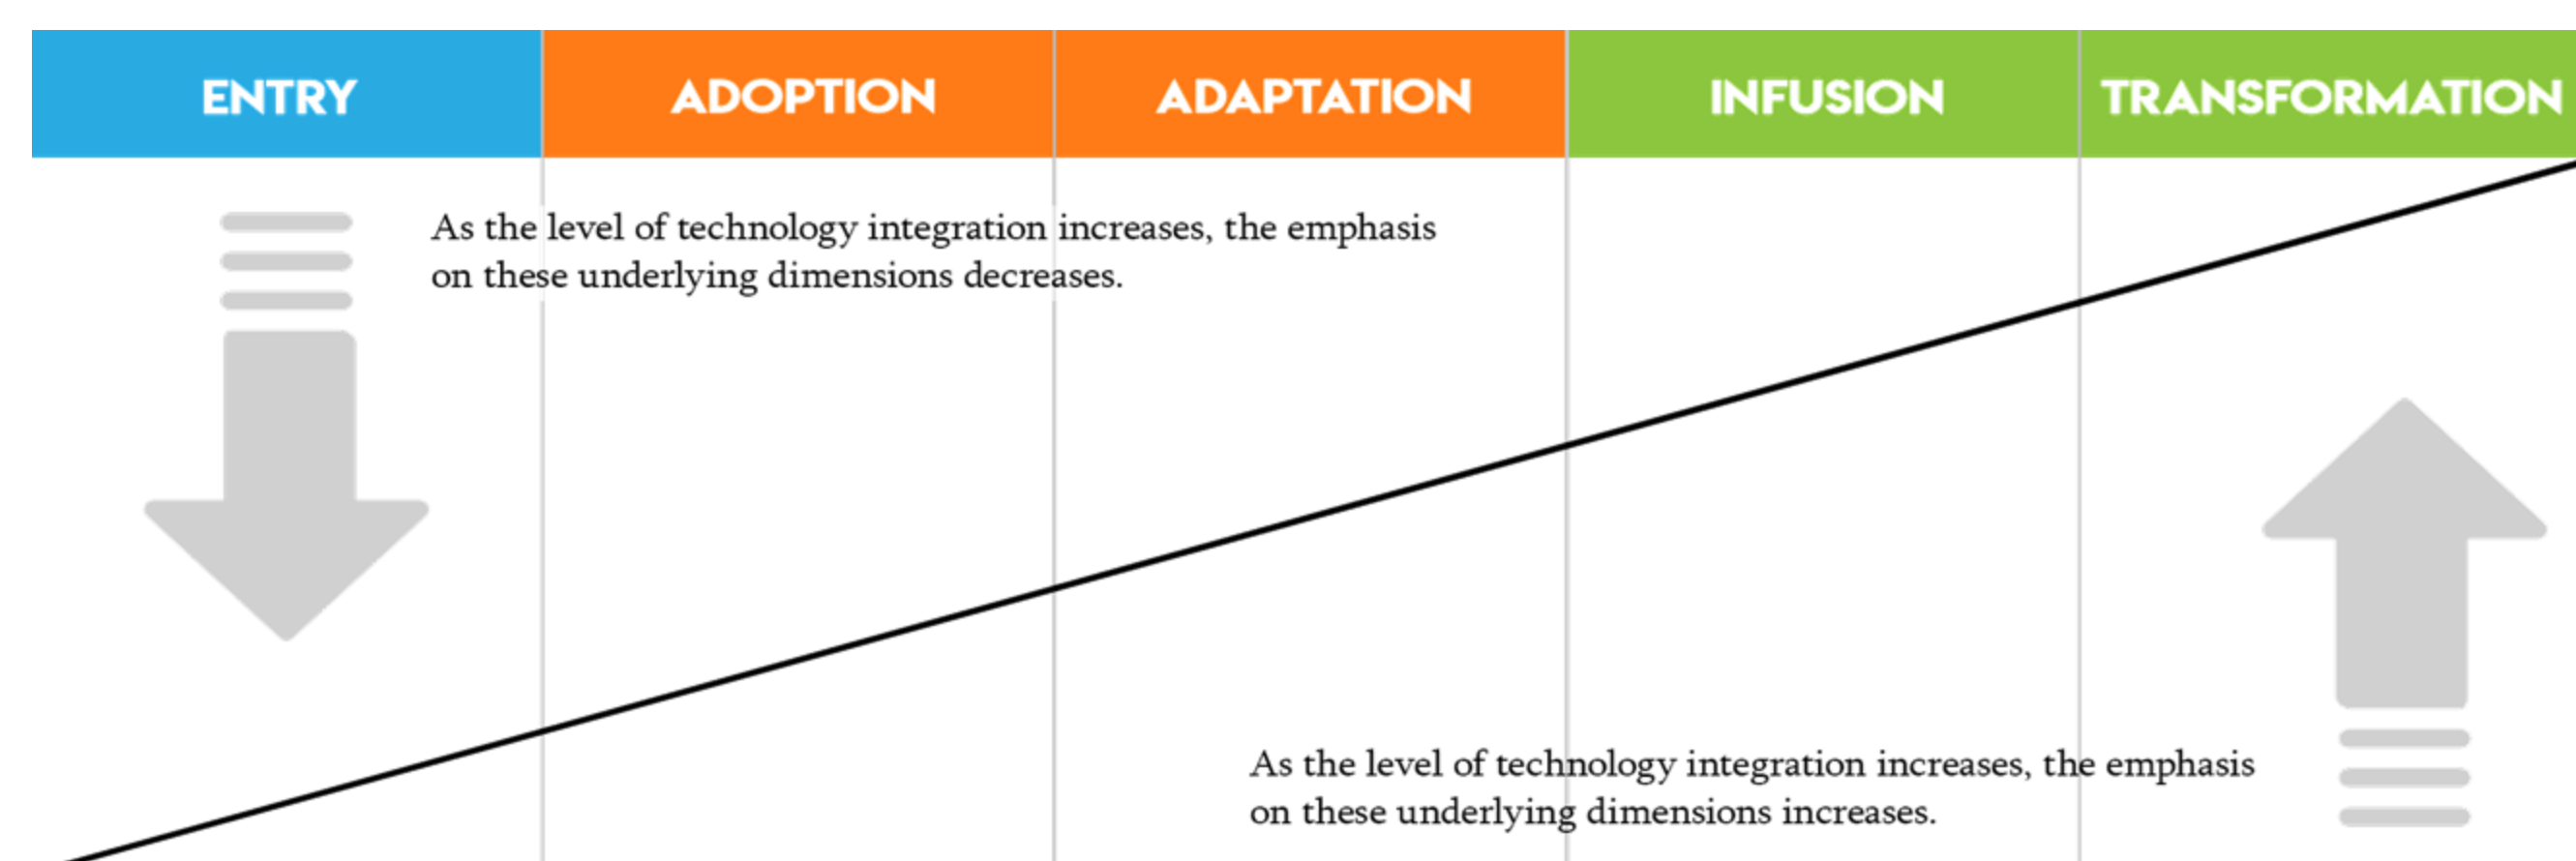 ENTRY
ADOPTION
ADAPTATION
INFUSION
TRANSFORMATION
As the level of technology integration increases, the emphasis
on these underlying dimensions decreases.
As the level of technology integration increases, the emphasis
on these underlying dimensions increases.